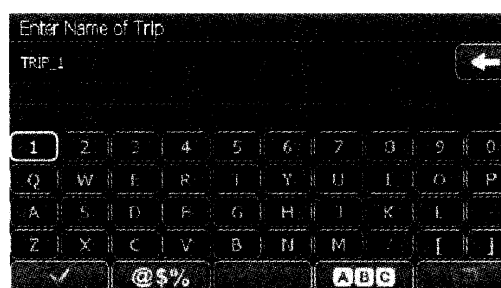 Enter Name of Trip
TRIP_1
1 2 3 4 5 6 7 8 9 0
Q W E R T Y U I O P
A S D F G H J K L
Z X C V B N M / [ ]
@$% ABC